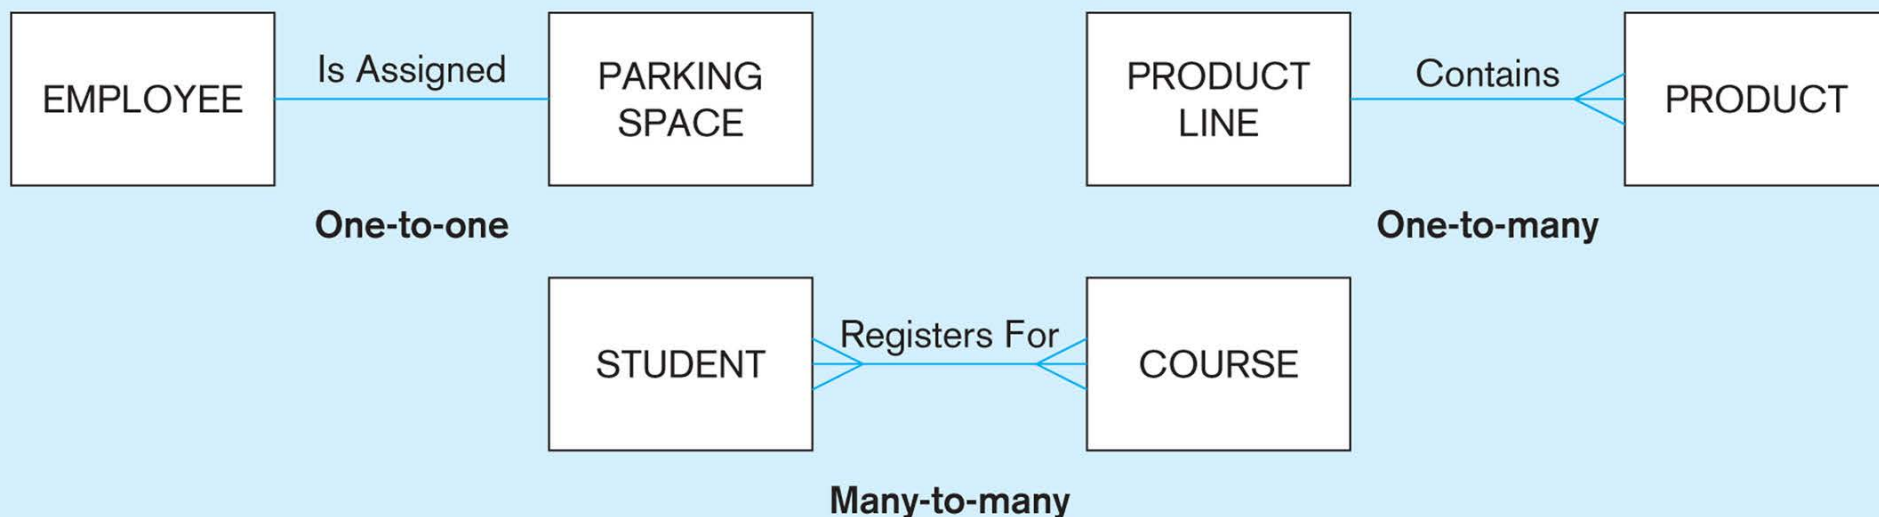 EMPLOYEE
Is Assigned
PARKING
SPACE
One-to-one
PRODUCT
LINE
Contains
PRODUCT
One-to-many
STUDENT
Registers For
COURSE
Many-to-many